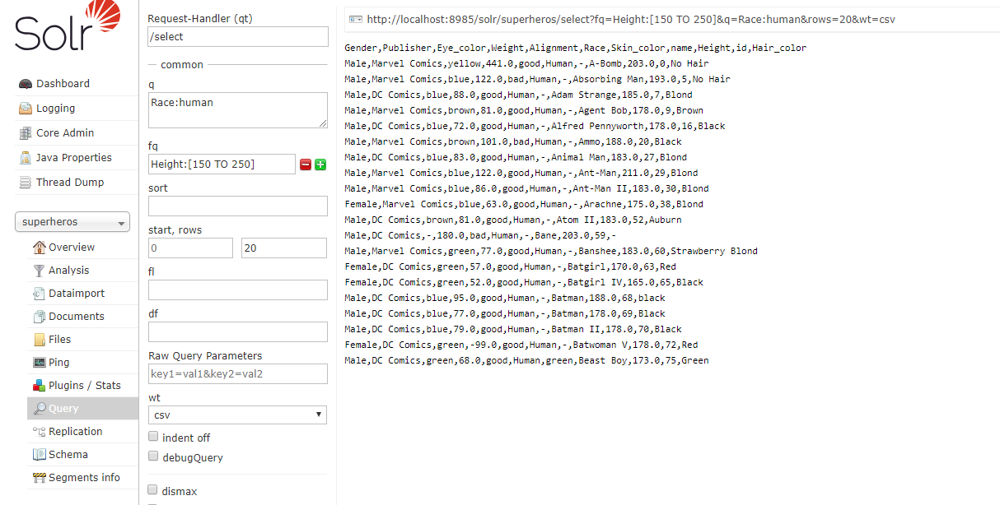 Solr
Dashboard
Logging
Core Admin
Java Properties
Thread Dump
superheros
Overview
Analysis
Dataimport
Documents
Files
Ping
Plugins / Stats
Query
Replication
Schema
Segments info
Request-Handler (qt)
/select
common
q
Race:human
fq
Height:[150 TO 250]
sort
start, rows
0 20
fl
df
Raw Query Parameters
key1=val1&key2=val2
wt
csv
indent off
debugQuery
dismax
http://localhost:8985/solr/superheros/select?fq=Height:[150 TO 250]&q=Race:human&rows=20&wt=csv
Gender,Publisher,Eye_color,Weight,Alignment,Race,Skin_color,name,Height,id,Hair_color
Male,Marvel Comics,yellow,441.0,good,Human,-,A-Bomb,203.0,0,No Hair
Male,Marvel Comics,blue,122.0,bad,Human,-,Absorbing Man,193.0,5,No Hair
Male,DC Comics,blue,88.0,good,Human,-,Adam Strange,185.0,7,Blond
Male,Marvel Comics,brown,81.0,good,Human,-,Agent Bob,178.0,9,Brown
Male,DC Comics,blue,72.0,good,Human,-,Alfred Pennyworth,178.0,16,Black
Male,Marvel Comics,brown,101.0,bad,Human,-,Ammo,188.0,20,Black
Male,DC Comics,blue,83.0,good,Human,-,Animal Man,183.0,27,Blond
Male,Marvel Comics,blue,122.0,good,Human,-,Ant-Man,211.0,29,Blond
Male,Marvel Comics,blue,86.0,good,Human,-,Ant-Man II,183.0,30,Blond
Female,Marvel Comics,blue,63.0,good,Human,-,Arachne,175.0,38,Blond
Male,DC Comics,brown,81.0,good,Human,-,Atom II,183.0,52,Auburn
Male,DC Comics,-,180.0,bad,Human,-,Bane,203.0,59,-
Male,Marvel Comics,green,77.0,good,Human,-,Banshee,183.0,60,Strawberry Blond
Female,DC Comics,green,57.0,good,Human,-,Batgirl,170.0,63,Red
Female,DC Comics,green,52.0,good,Human,-,Batgirl IV,165.0,65,Black
Male,DC Comics,blue,95.0,good,Human,-,Batman,188.0,68,black
Male,DC Comics,blue,77.0,good,Human,-,Batman,178.0,69,Black
Male,DC Comics,blue,79.0,good,Human,-,Batman II,178.0,70,Black
Female,DC Comics,green,-99.0,good,Human,-,Batwoman V,178.0,72,Red
Male,DC Comics,green,68.0,good,Human,green,Beast Boy,173.0,75,Green